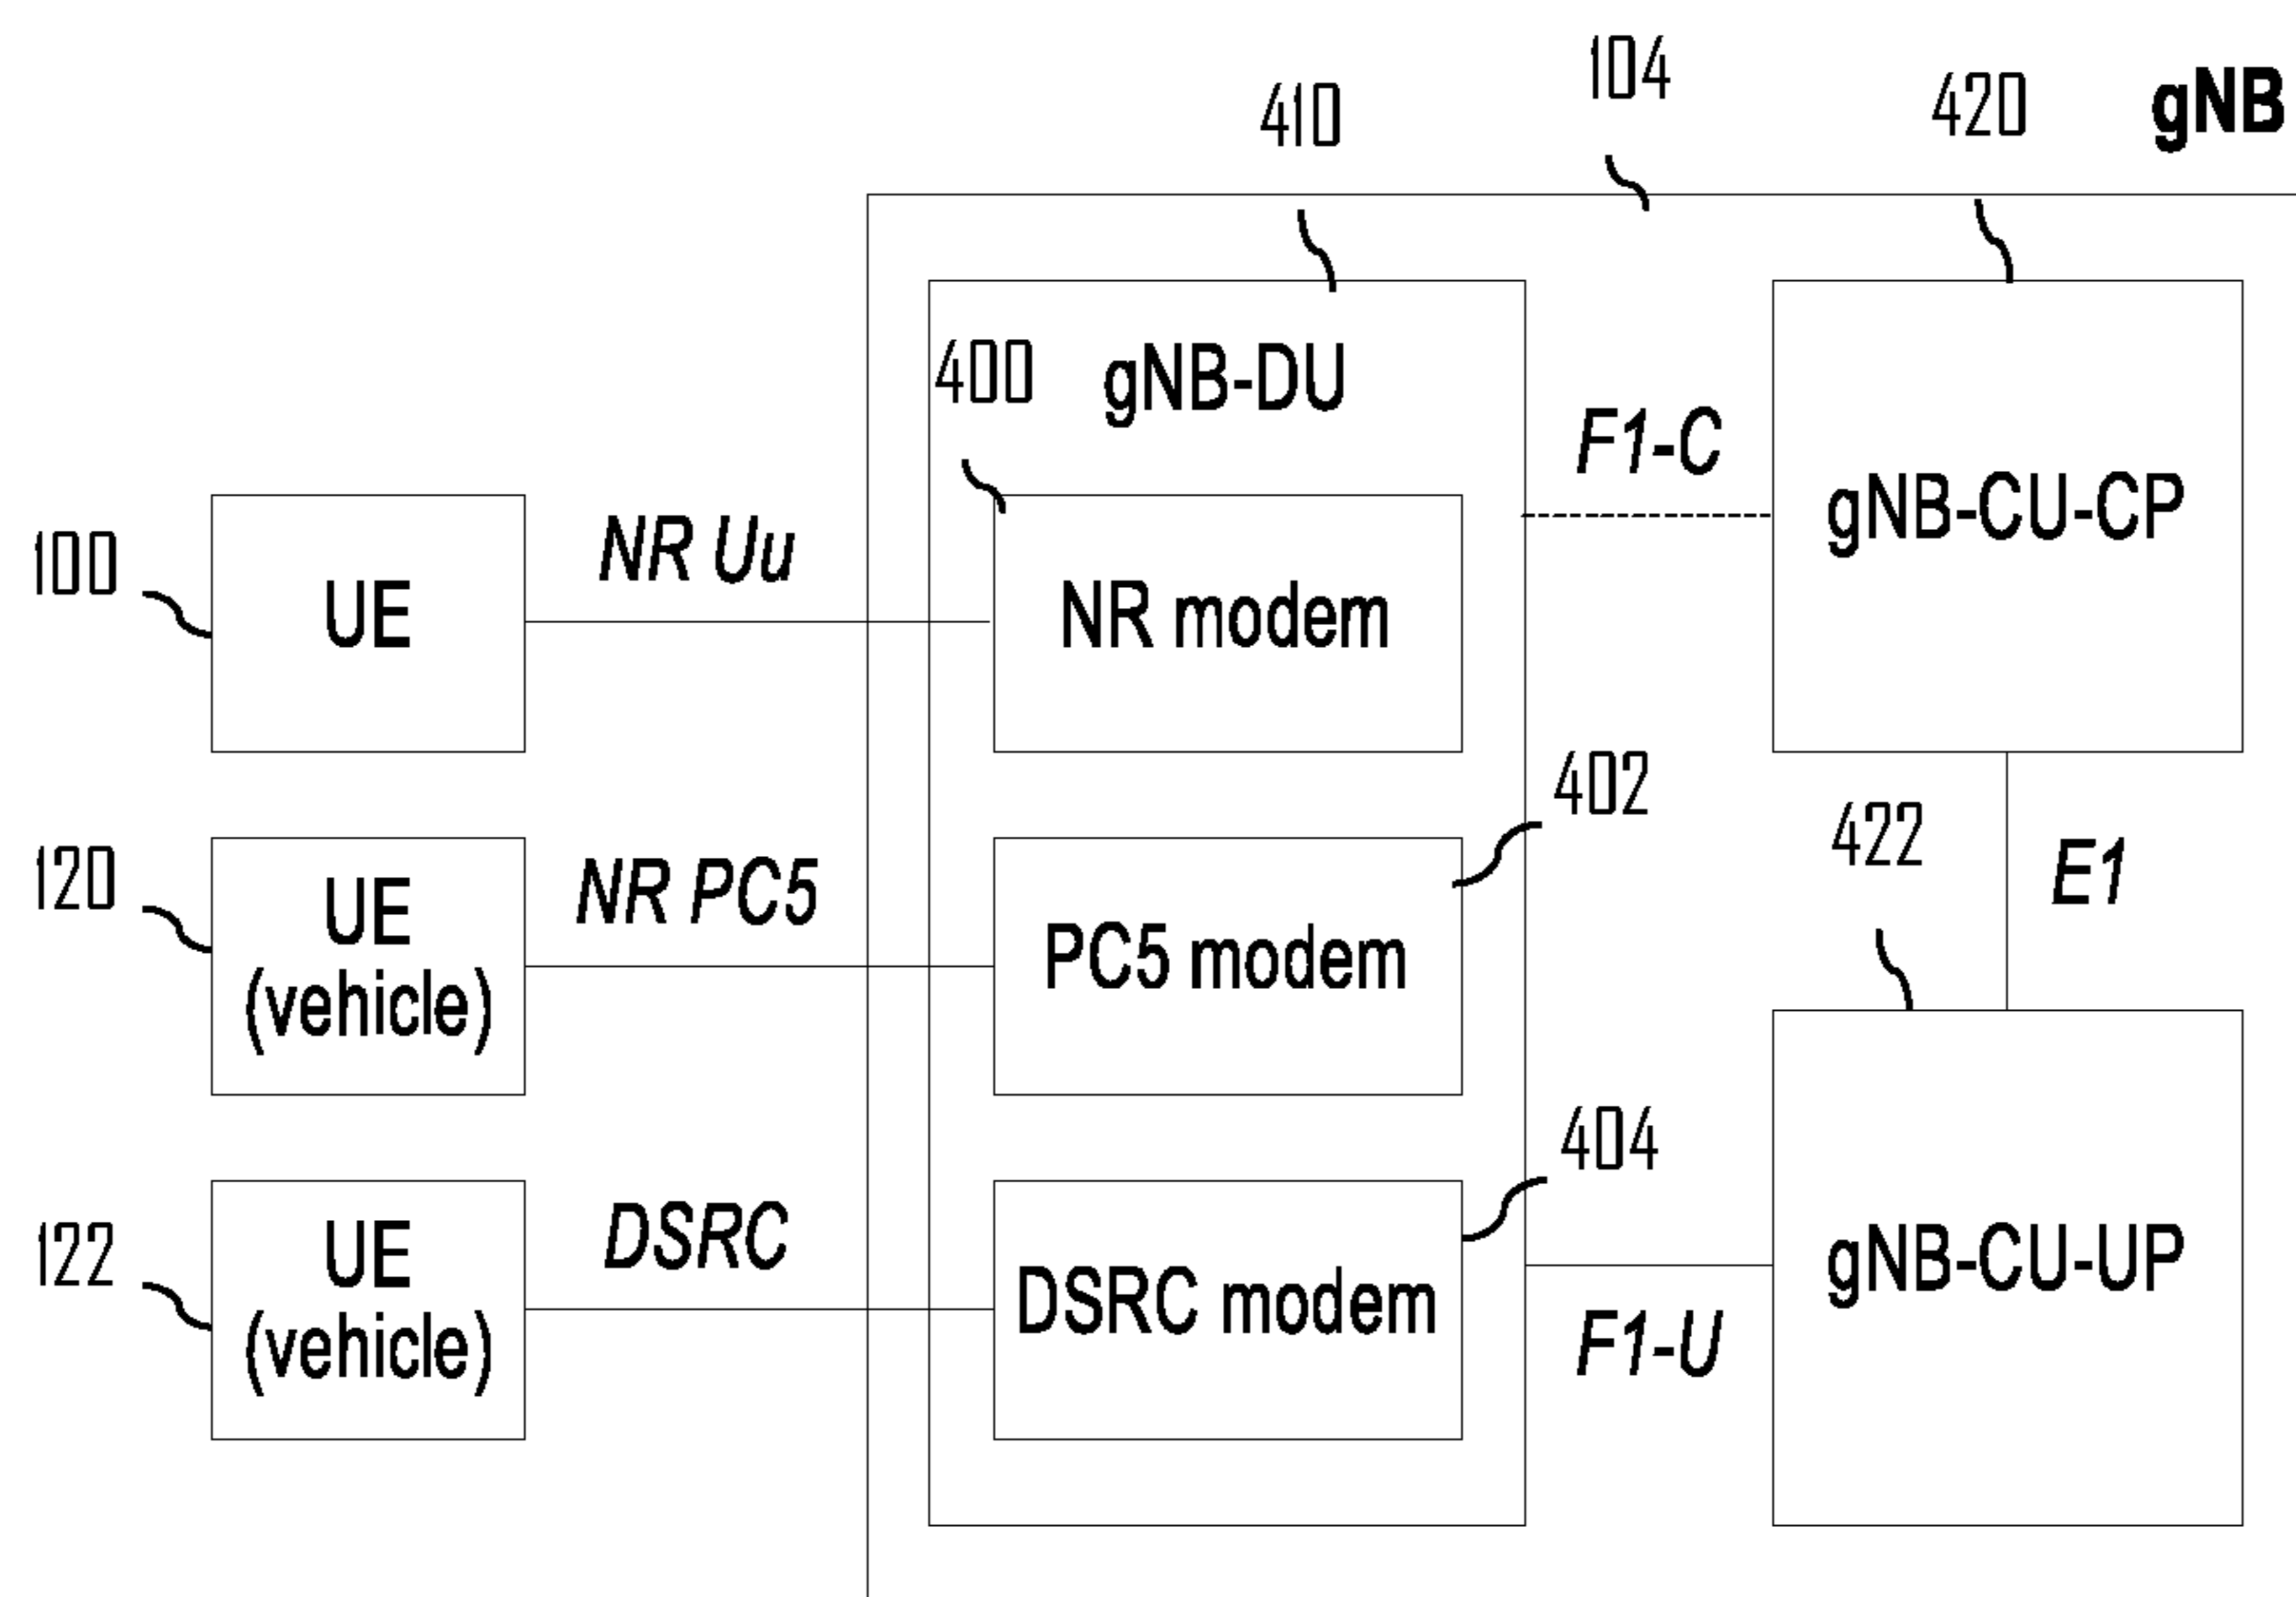 104
410
420
gNB
400
gNB-DU
F1-C
gNB-CU-CP
100
UE
NR Uu
NR modem
402
422
E1
120
UE
(vehicle)
NR PC5
PC5 modem
404
122
UE
(vehicle)
DSRC
DSRC modem
F1-U
gNB-CU-UP